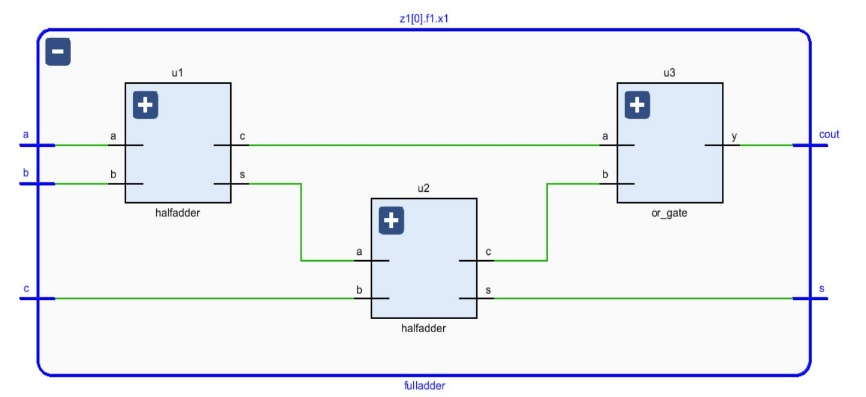 z1[0].f1.x1
u1
u3
a
a
c
a
y
cout
b
b
s
b
halfadder
u2
or_gate
a
c
c
b
s
s
halfadder
fulladder